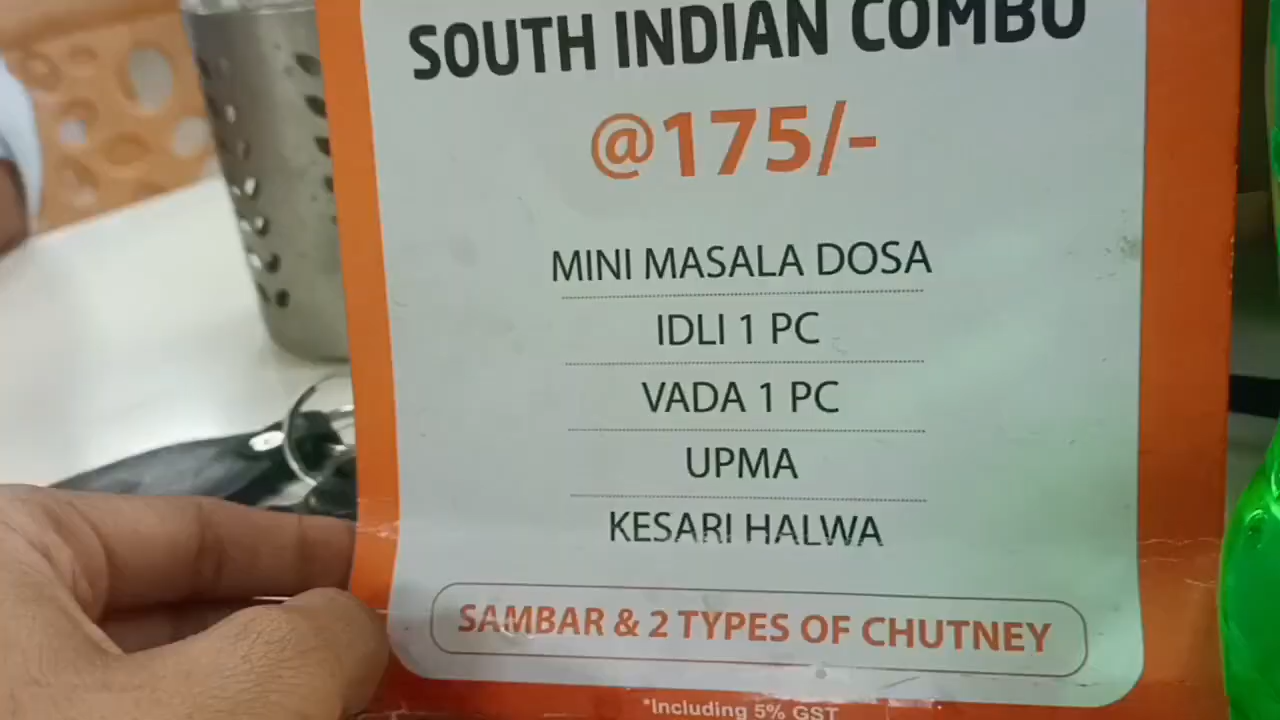 SOUTH INDIAN COMBO
@175/-
MINI MASALA DOSA
IDLI 1 PC
VADA 1 PC
UPMA
KESARI HALWA
SAMBAR & 2 TYPES OF CHUTNEY
*Including 5% GST